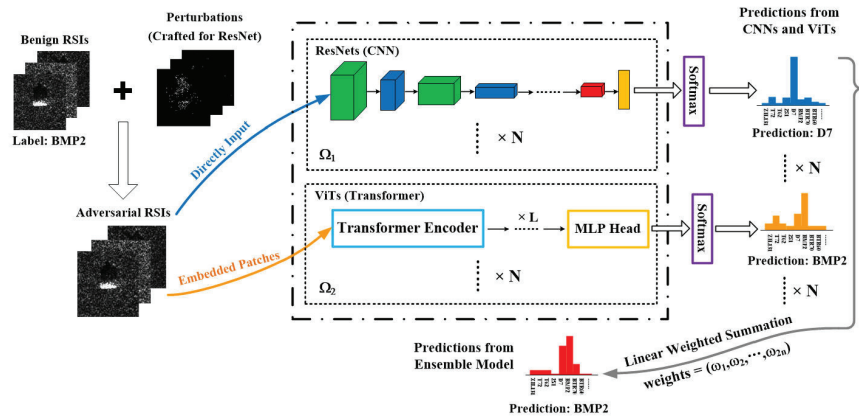 Benign RSIs
Perturbations
(Crafted for ResNet)
Label: BMP2
Adversarial RSIs
Directly Input
Embedded Patches
ResNets (CNN)
× N
Ω1
ViTs (Transformer)
Transformer Encoder
× L
MLP Head
× N
Ω2
Softmax
Softmax
Predictions from
CNNs and ViTs
Prediction: D7
× N
Prediction: BMP2
× N
Linear Weighted Summation
weights = (ω1,ω2,⋯,ω2n)
Predictions from
Ensemble Model
Prediction: BMP2